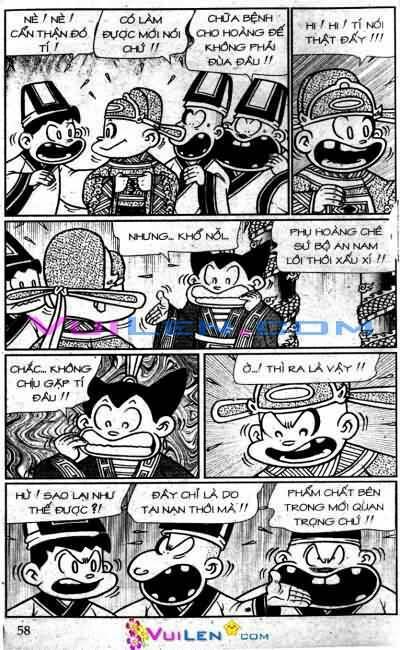 NÈ ! NÈ !
CẨN THẬN ĐÓ
TÍ !
CÓ LÀM
ĐƯỢC MỚI NÓI
CHỨ !!
CHỮA BỆNH
CHO HOÀNG ĐẾ
KHÔNG PHẢI
ĐÙA ĐÂU !!
HI ! HI ! TÍ NÓI
THẬT ĐẤY !!!
NHƯNG... KHỔ NỖI..
PHỤ HOÀNG CHÊ
SỨ BỘ AN NAM
LÔI THÔI XẤU XÍ !!
CHẮC... KHÔNG
CHỊU GẶP TÍ
ĐÂU !!
Ờ...! THÌ RA LÀ VẬY !!
HỨ ! SAO LẠI NHƯ
THẾ ĐƯỢC ?!
ĐÂY CHỈ LÀ DO
TAI NẠN THÔI MÀ !!
PHẨM CHẤT BÊN
TRONG MỚI QUAN
TRỌNG CHỨ !!
VUILEN.COM
58
VUILEN.COM